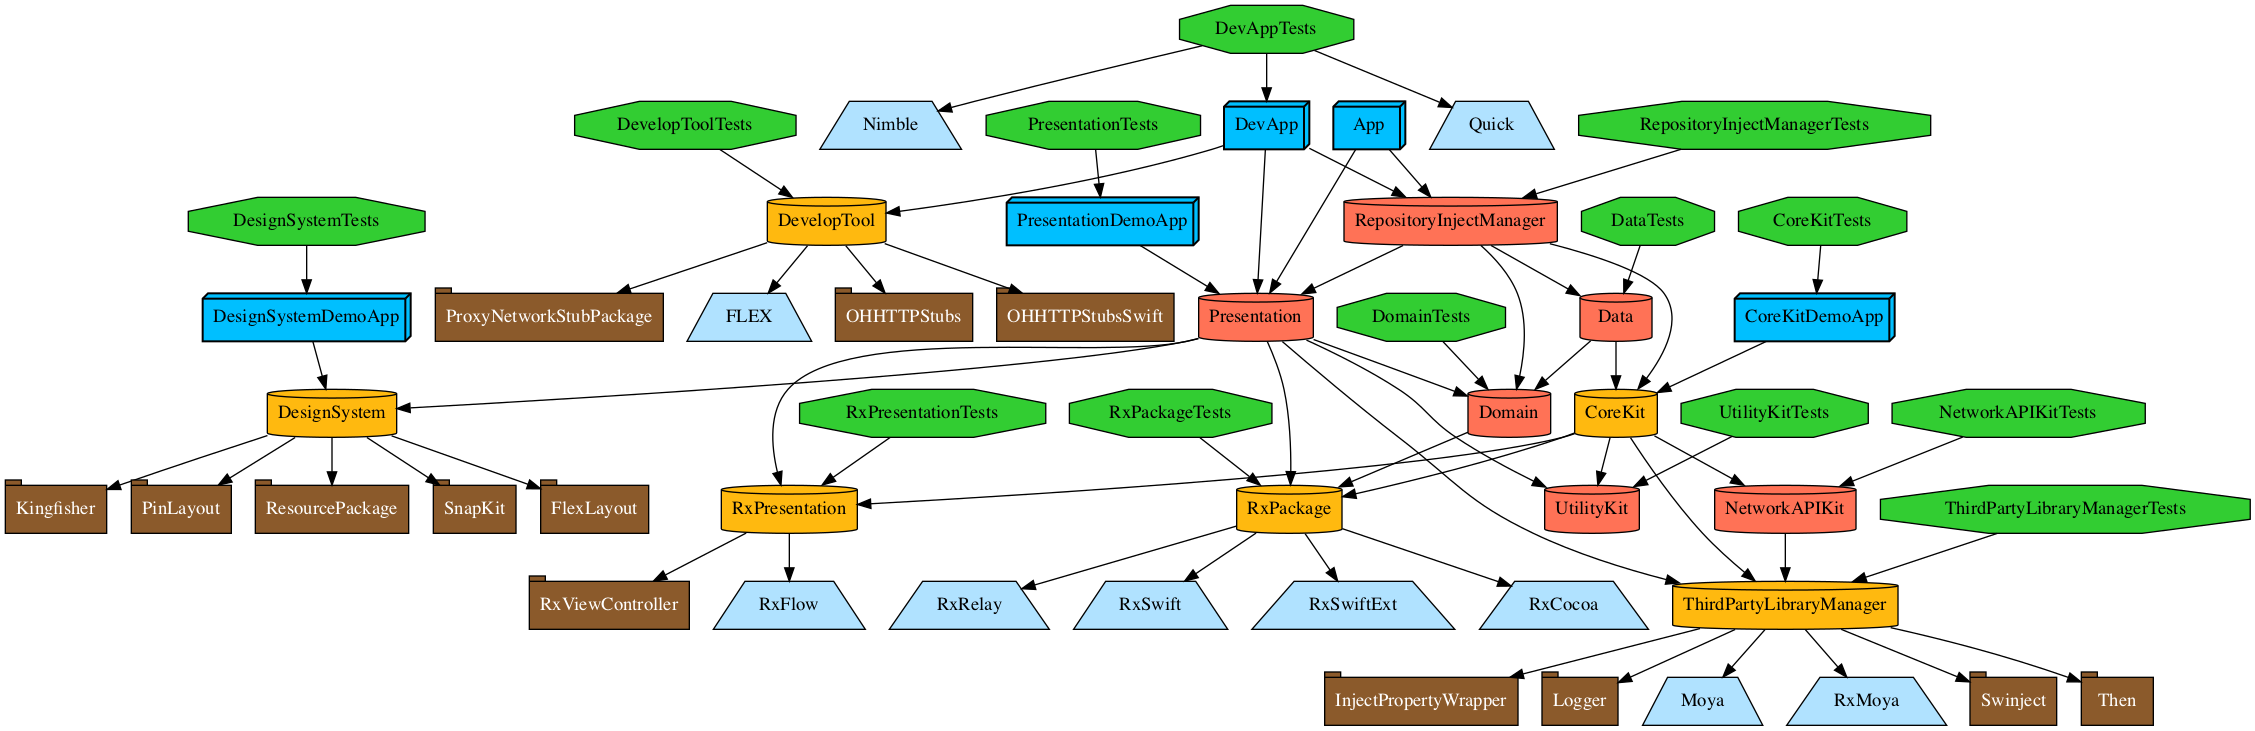 DevAppTests
DevelopToolTests
Nimble
PresentationTests
DevApp
App
Quick
RepositoryInjectManagerTests
DesignSystemTests
DevelopTool
PresentationDemoApp
RepositoryInjectManager
DataTests
CoreKitTests
DesignSystemDemoApp
ProxyNetworkStubPackage
FLEX
OHHTTPStubs
OHHTTPStubsSwift
Presentation
DomainTests
Data
CoreKitDemoApp
DesignSystem
RxPresentationTests
RxPackageTests
Domain
CoreKit
UtilityKitTests
NetworkAPIKitTests
Kingfisher
PinLayout
ResourcePackage
SnapKit
FlexLayout
RxPresentation
RxPackage
UtilityKit
NetworkAPIKit
ThirdPartyLibraryManagerTests
RxViewController
RxFlow
RxRelay
RxSwift
RxSwiftExt
RxCocoa
ThirdPartyLibraryManager
InjectPropertyWrapper
Logger
Moya
RxMoya
Swinject
Then